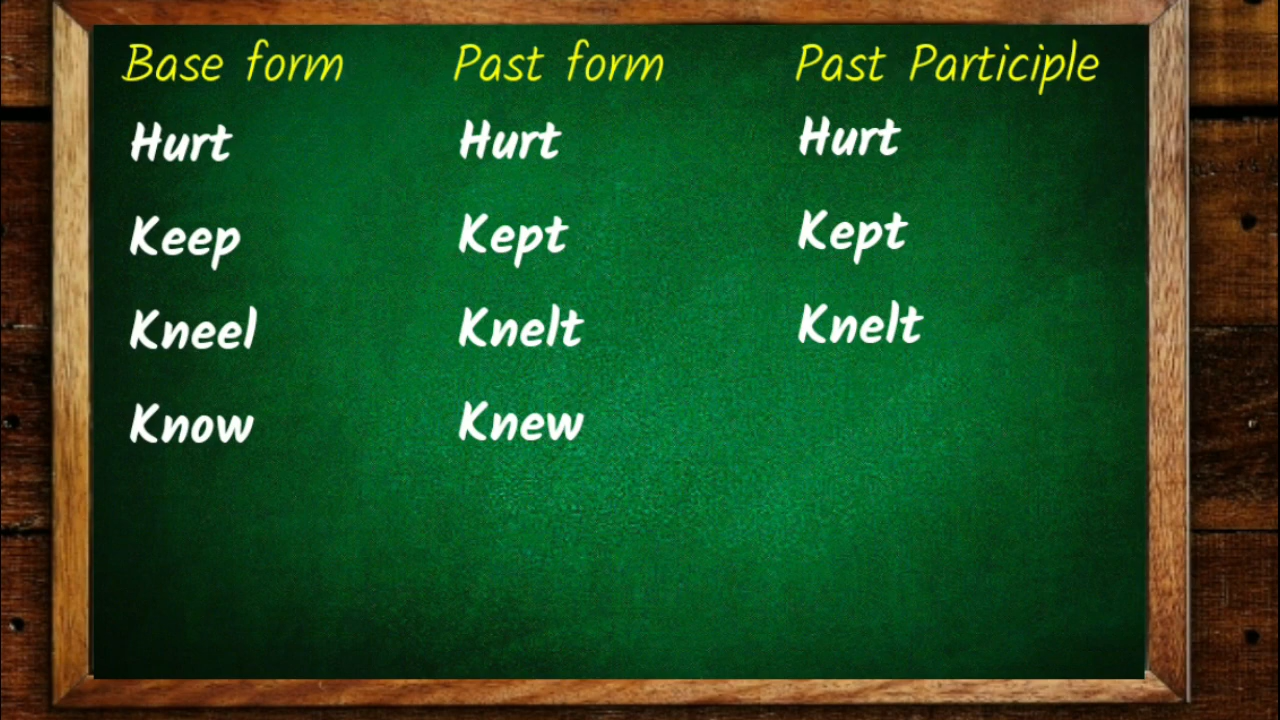 Base form Past form Past Participle
Hurt Hurt Hurt
Keep Kept Kept
Kneel Knelt Knelt
Know Knew